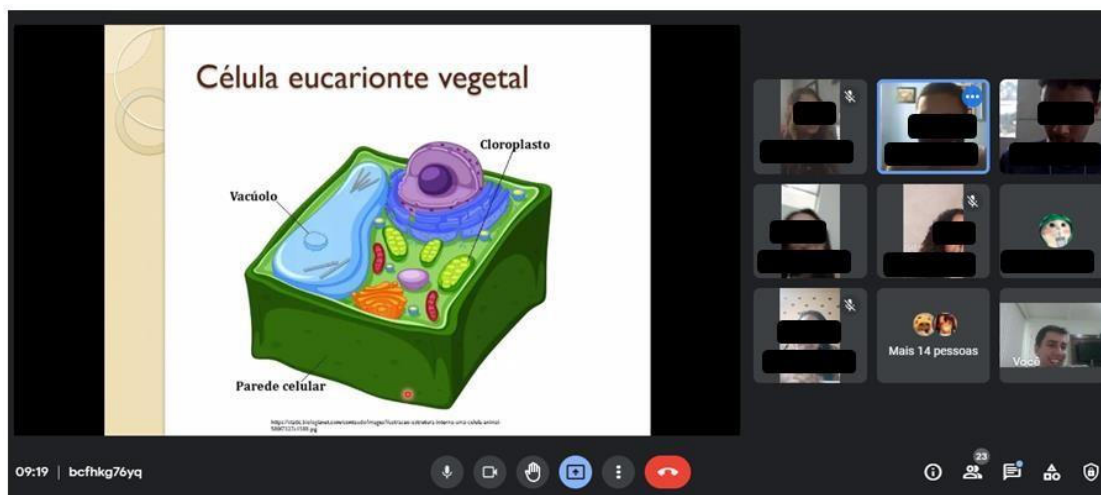 Célula eucarionte vegetal
Cloroplasto
Vacúolo
Parede celular
Mais 14 pessoas
Você
09:19 | bcfhkg76yq
23